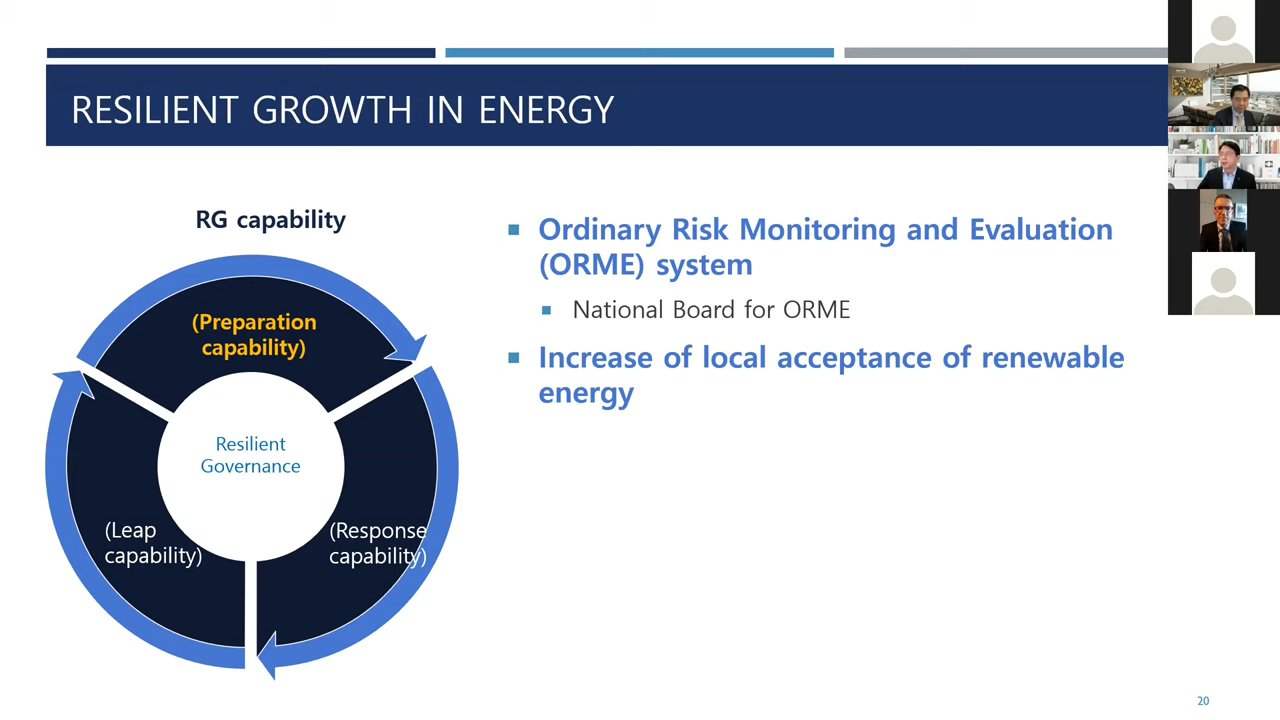 RESILIENT GROWTH IN ENERGY
RG capability
(Preparation
capability)
Resilient
Governance
(Leap
capability)
(Response
capability)
Ordinary Risk Monitoring and Evaluation
(ORME) system
National Board for ORME
Increase of local acceptance of renewable
energy
20